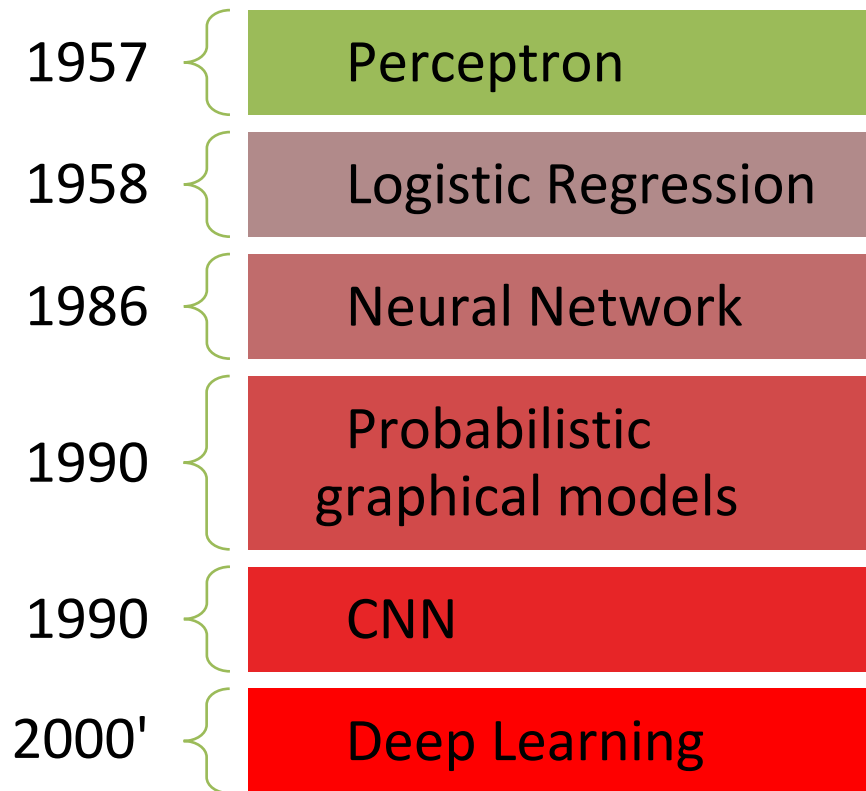 1957 Perceptron
1958 Logistic Regression
1986 Neural Network
1990 Probabilistic
graphical models
1990 CNN
2000' Deep Learning